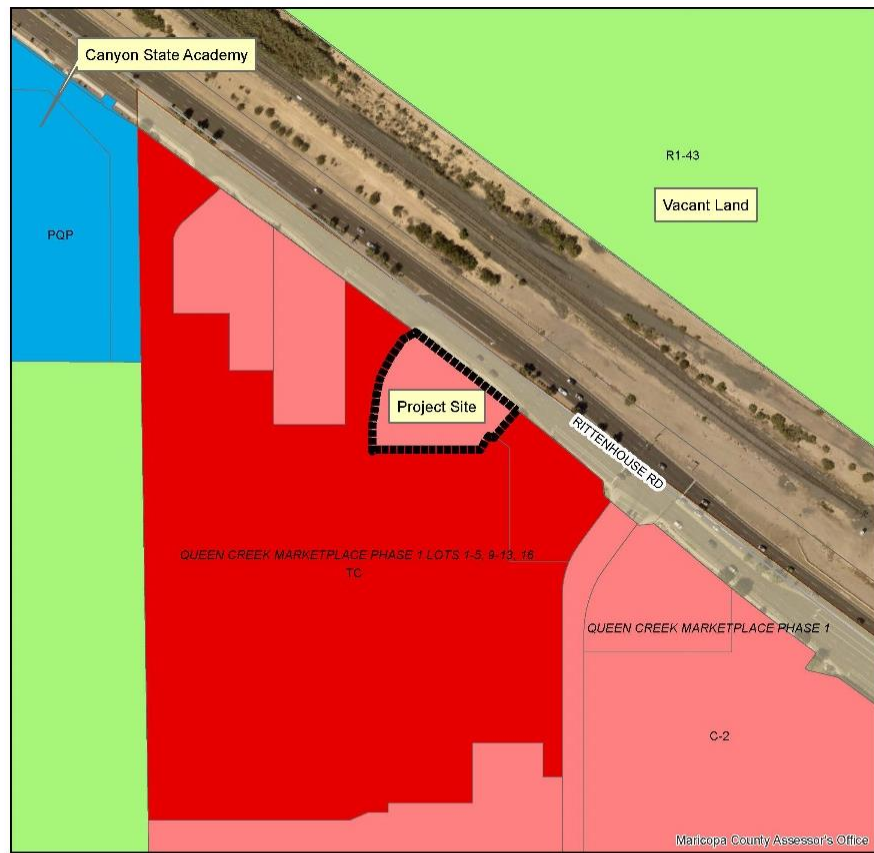 Canyon State Academy
R1-43
Vacant Land
PQP
Project Site
RITTENHOUSE RD
QUEEN CREEK MARKETPLACE PHASE 1 LOTS 1-5, 9-13, 16
TC
QUEEN CREEK MARKETPLACE PHASE 1
C-2
Maricopa County Assessor's Office